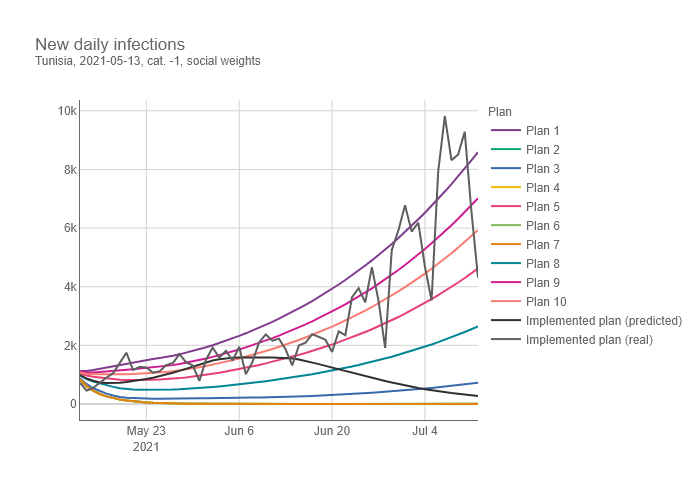 New daily infections
Tunisia, 2021-05-13, cat. -1, social weights
10k
8k
6k
4k
2k
0
May 23
2021
Jun 6
Jun 20
Jul 4
Plan
Plan 1
Plan 2
Plan 3
Plan 4
Plan 5
Plan 6
Plan 7
Plan 8
Plan 9
Plan 10
Implemented plan (predicted)
Implemented plan (real)